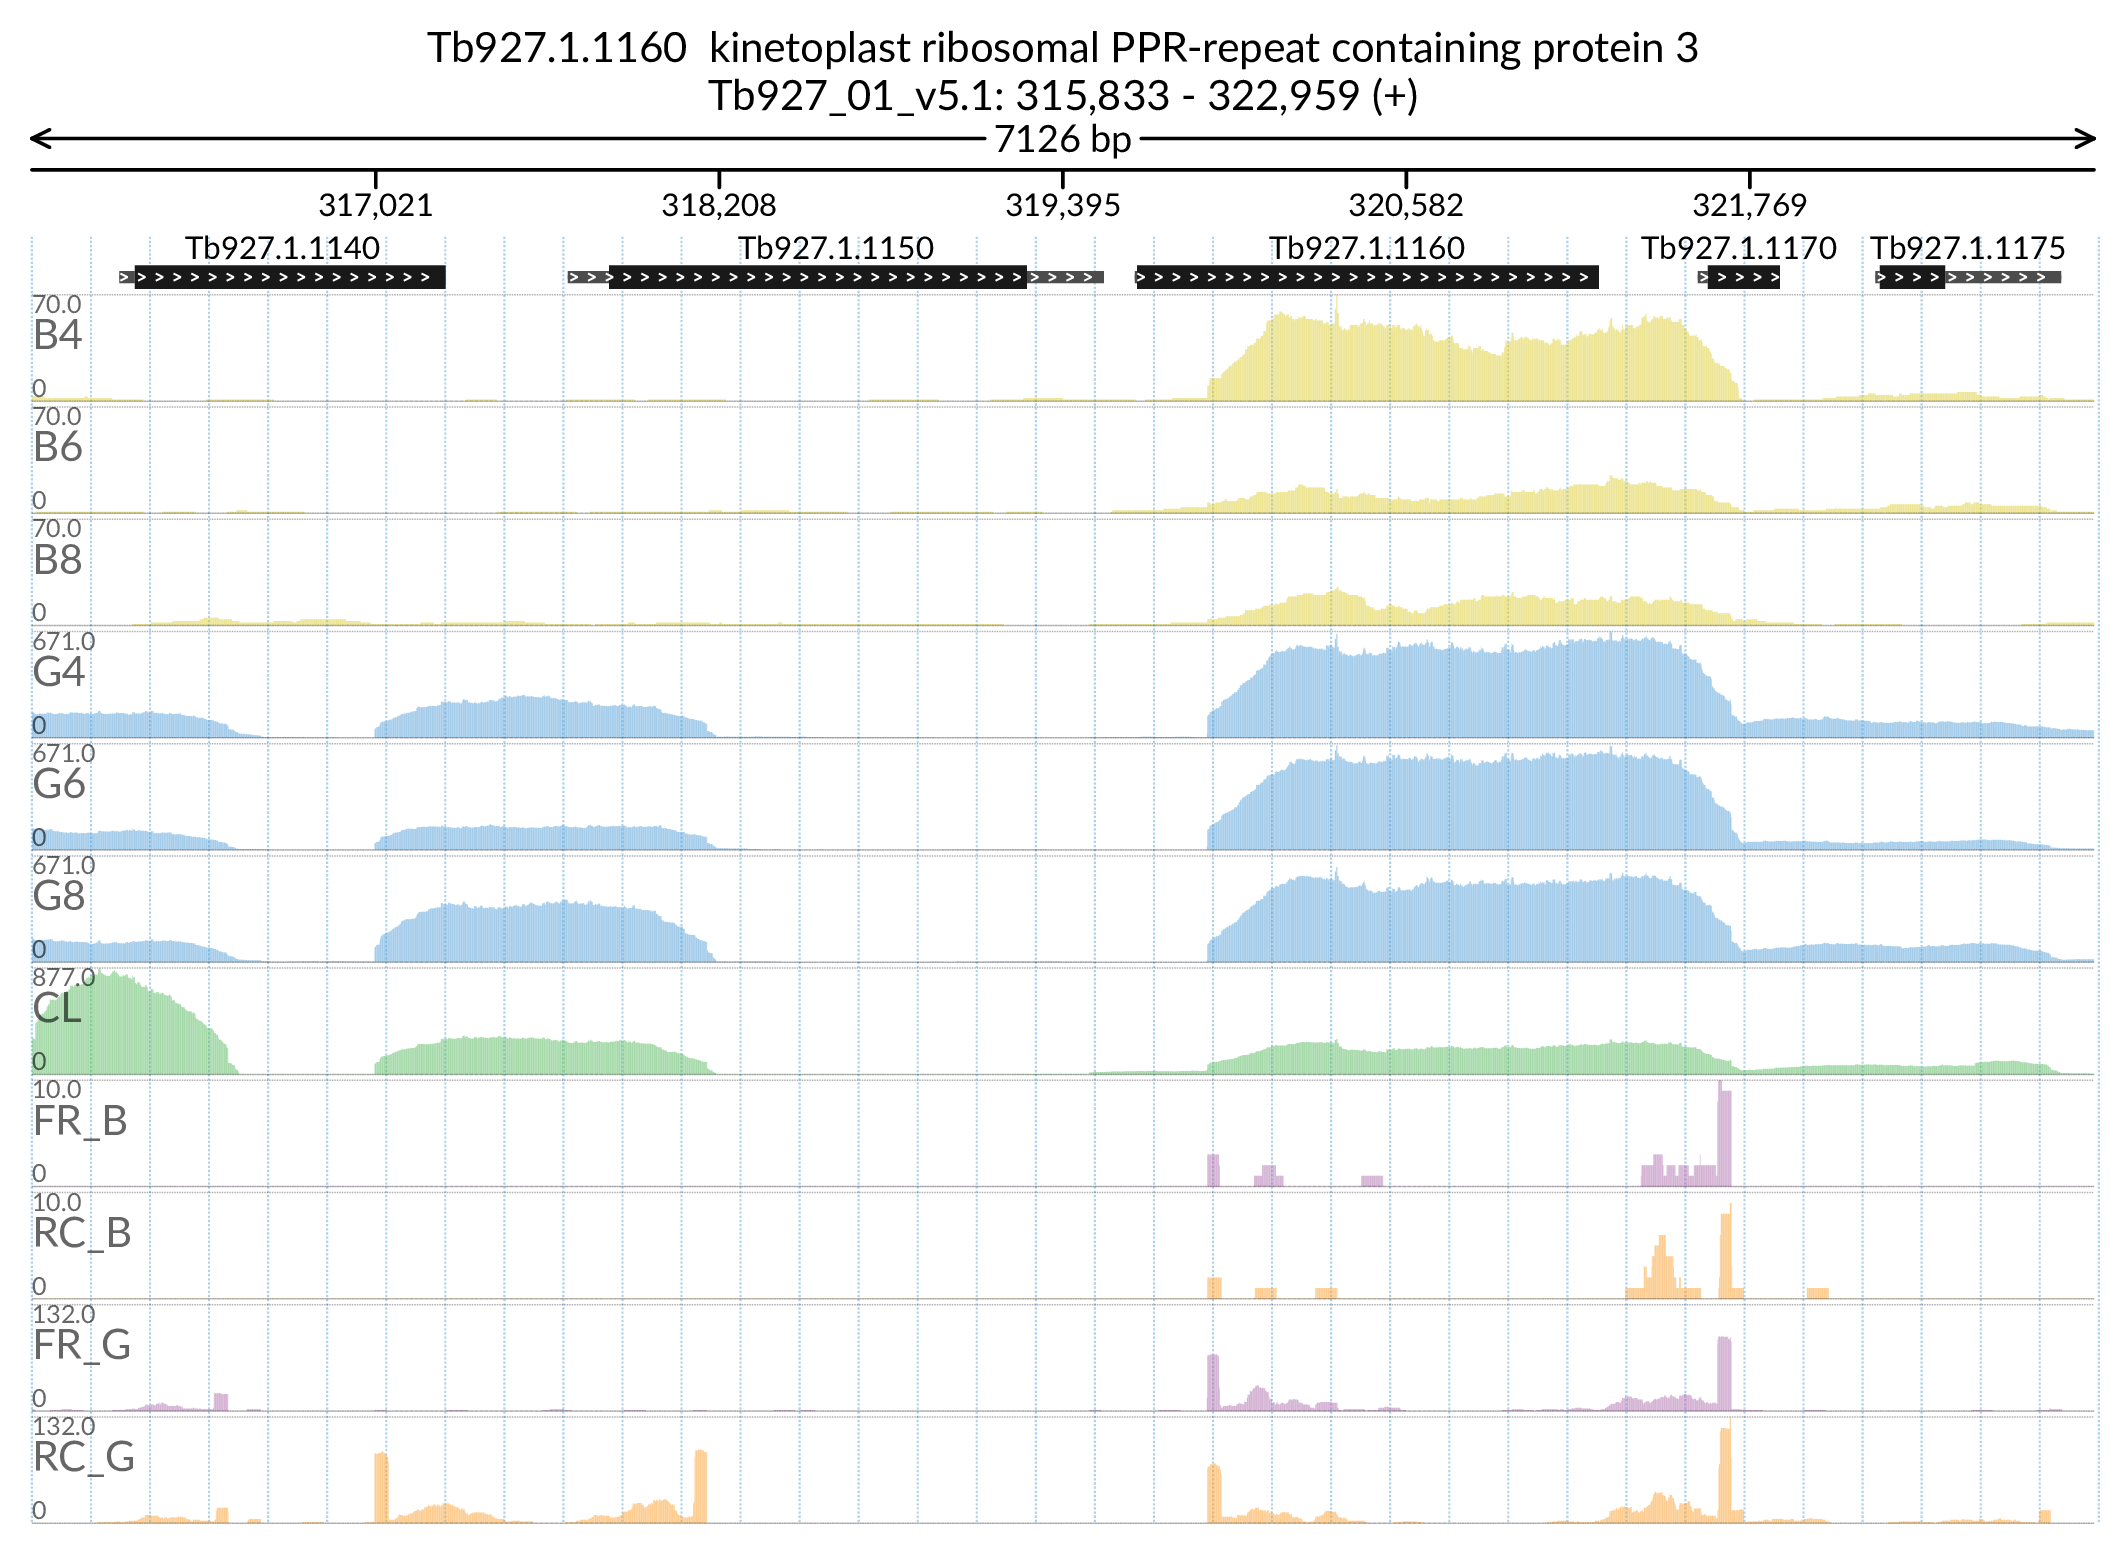 Tb927.1.1160  kinetoplast ribosomal PPR-repeat containing protein 3
Tb927_01_v5.1: 315,833 - 322,959 (+)
7126 bp
317,021 318,208 319,395 320,582 321,769
Tb927.1.1140 Tb927.1.1150 Tb927.1.1160 Tb927.1.1170 Tb927.1.1175
70.0
B4
0
70.0
B6
0
70.0
B8
0
671.0
G4
0
671.0
G6
0
671.0
G8
0
877.0
CL
0
10.0
FR_B
0
10.0
RC_B
0
132.0
FR_G
0
132.0
RC_G
0